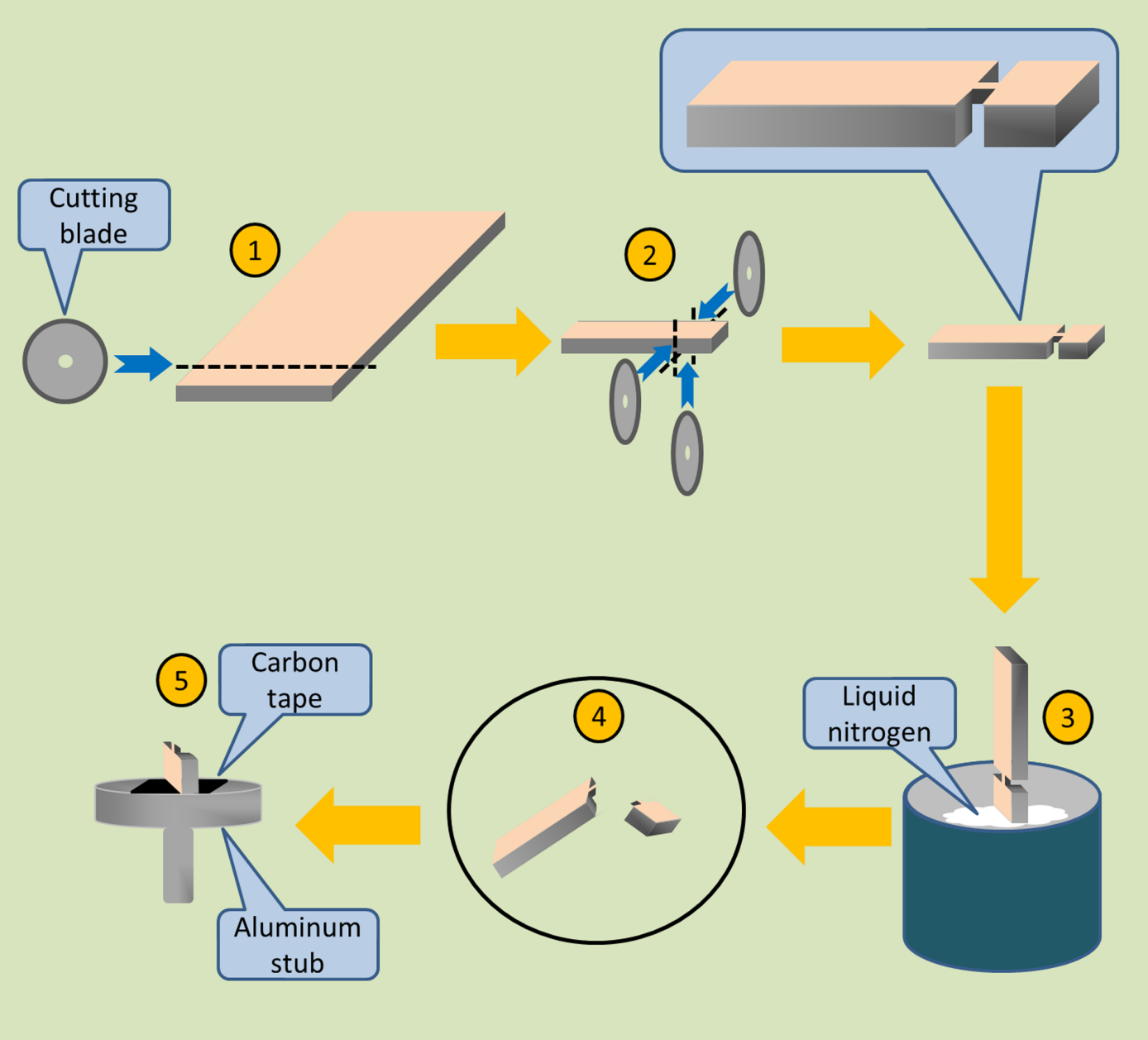 Cutting
blade
1
2
3
Liquid
nitrogen
4
5
Carbon
tape
Aluminum
stub